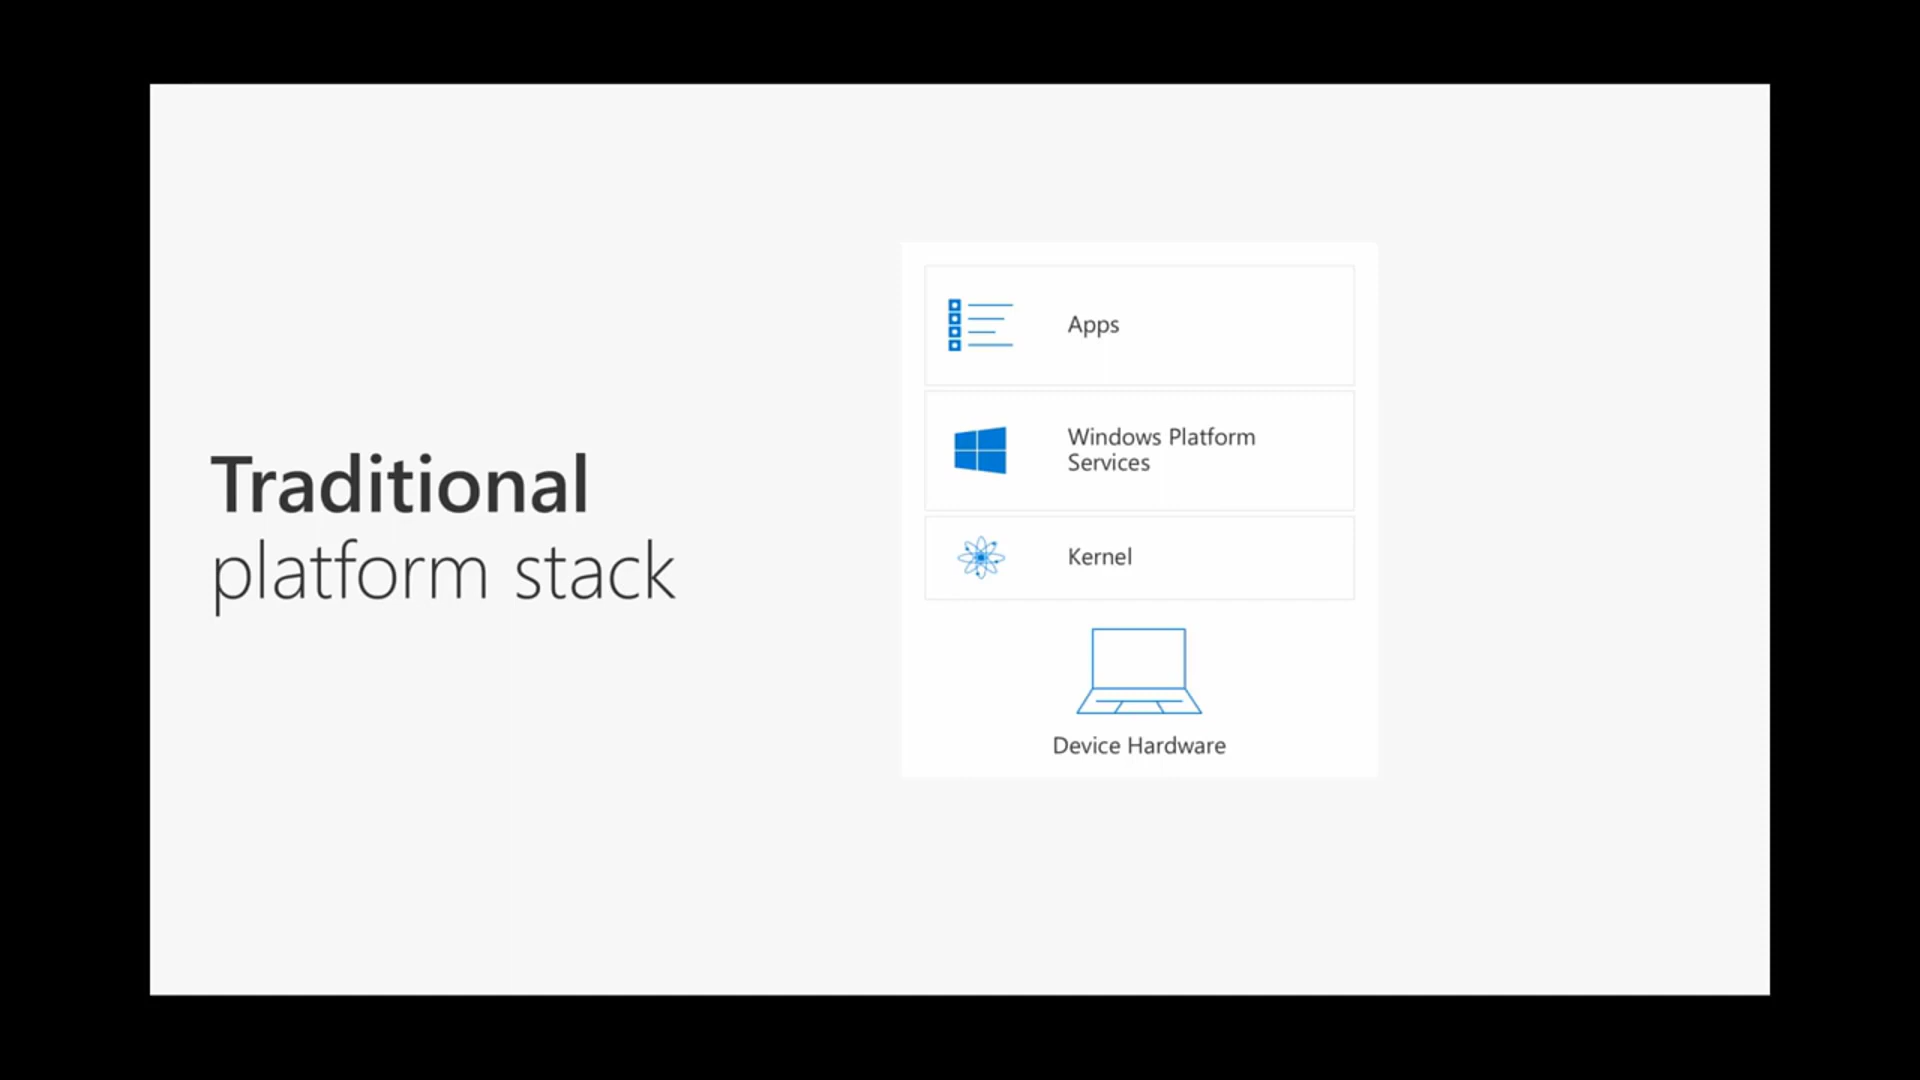 Traditional
platform stack
Apps
Windows Platform
Services
Kernel
Device Hardware